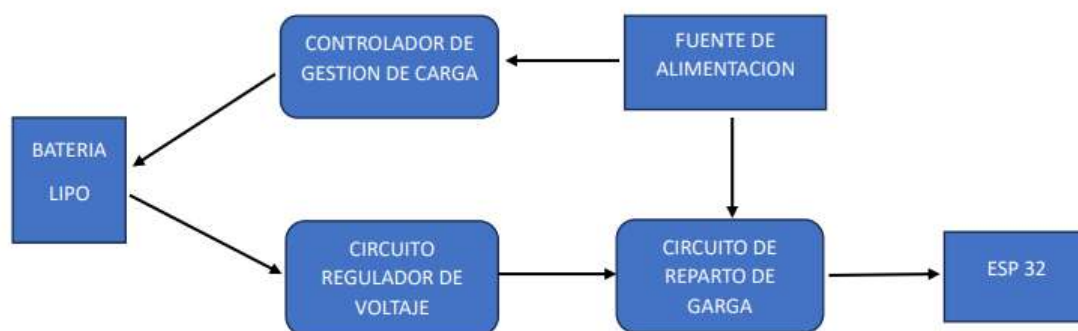 CONTROLADOR DE
GESTION DE CARGA
FUENTE DE
ALIMENTACION
BATERIA
LIPO
CIRCUITO
REGULADOR DE
VOLTAJE
CIRCUITO DE
REPARTO DE
GARGA
ESP 32